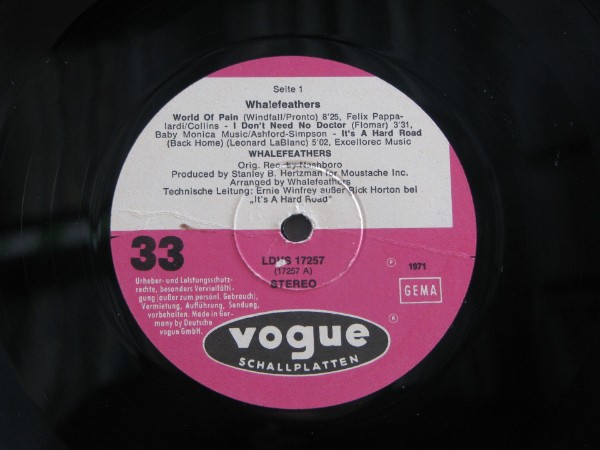 Seite 1
Whalefeathers
World Of Pain (Windfall/Pronto) 8'25, Felix Pappa-
lardi/Collins - I Don't Need No Doctor (Flomar) 3'31,
Baby Monica Music/Ashford-Simpson - It's A Hard Road
(Back Home) (Leonard LaBlanc) 5'02, Excellorec Music
WHALEFEATHERS
Orig. Rec. by Nashboro
Produced by Stanley B. Hertzman for Moustache Inc.
Arranged by Whalefeathers
Technische Leitung: Ernie Winfrey außer Rick Horton bei
„It's A Hard Road"
33
LDVS 17257
(17257 A)
STEREO
P 1971
GEMA
Urheber- und Leistungsschutz-
rechte, besonders Vervielfälti-
gung (außer zum persönl. Gebrauch),
Vermietung, Aufführung, Sendung,
vorbehalten. Made in Ger-
many by Deutsche
vogue GmbH.
vogue
R
SCHALLPLATTEN